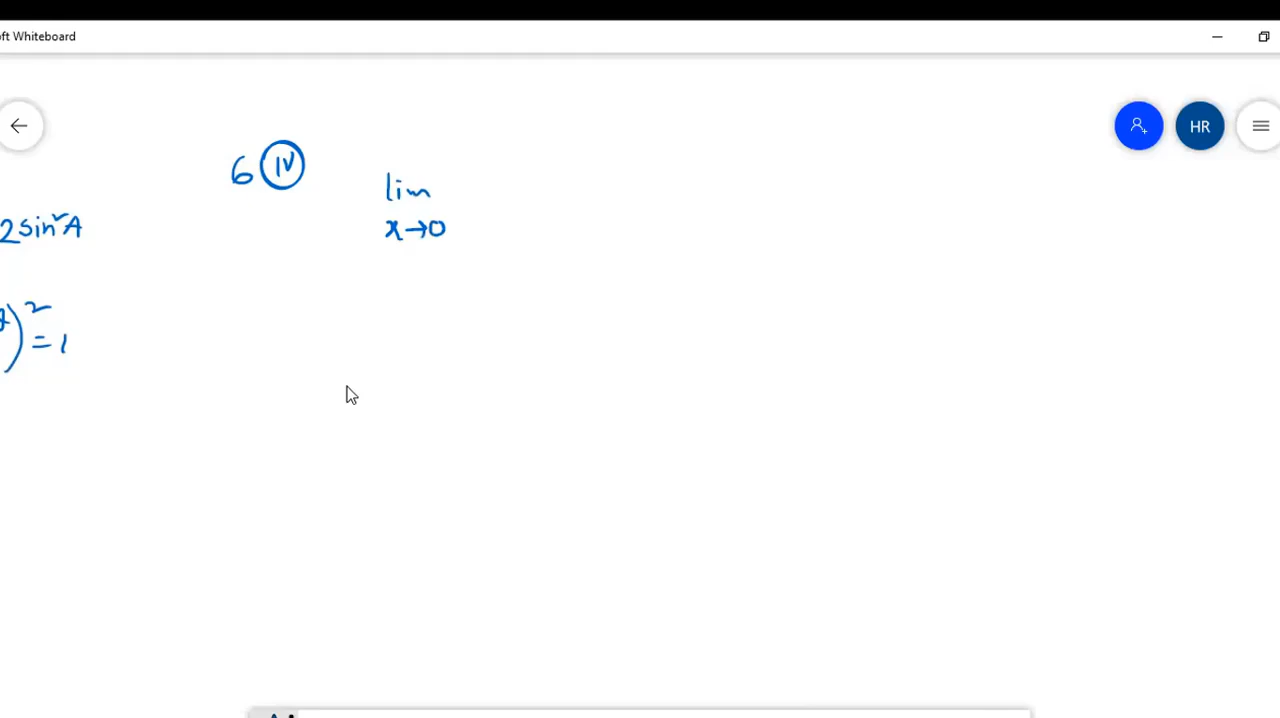 oft Whiteboard
HR
6 (IV) lim
x→0
2sin²A
)² = 1